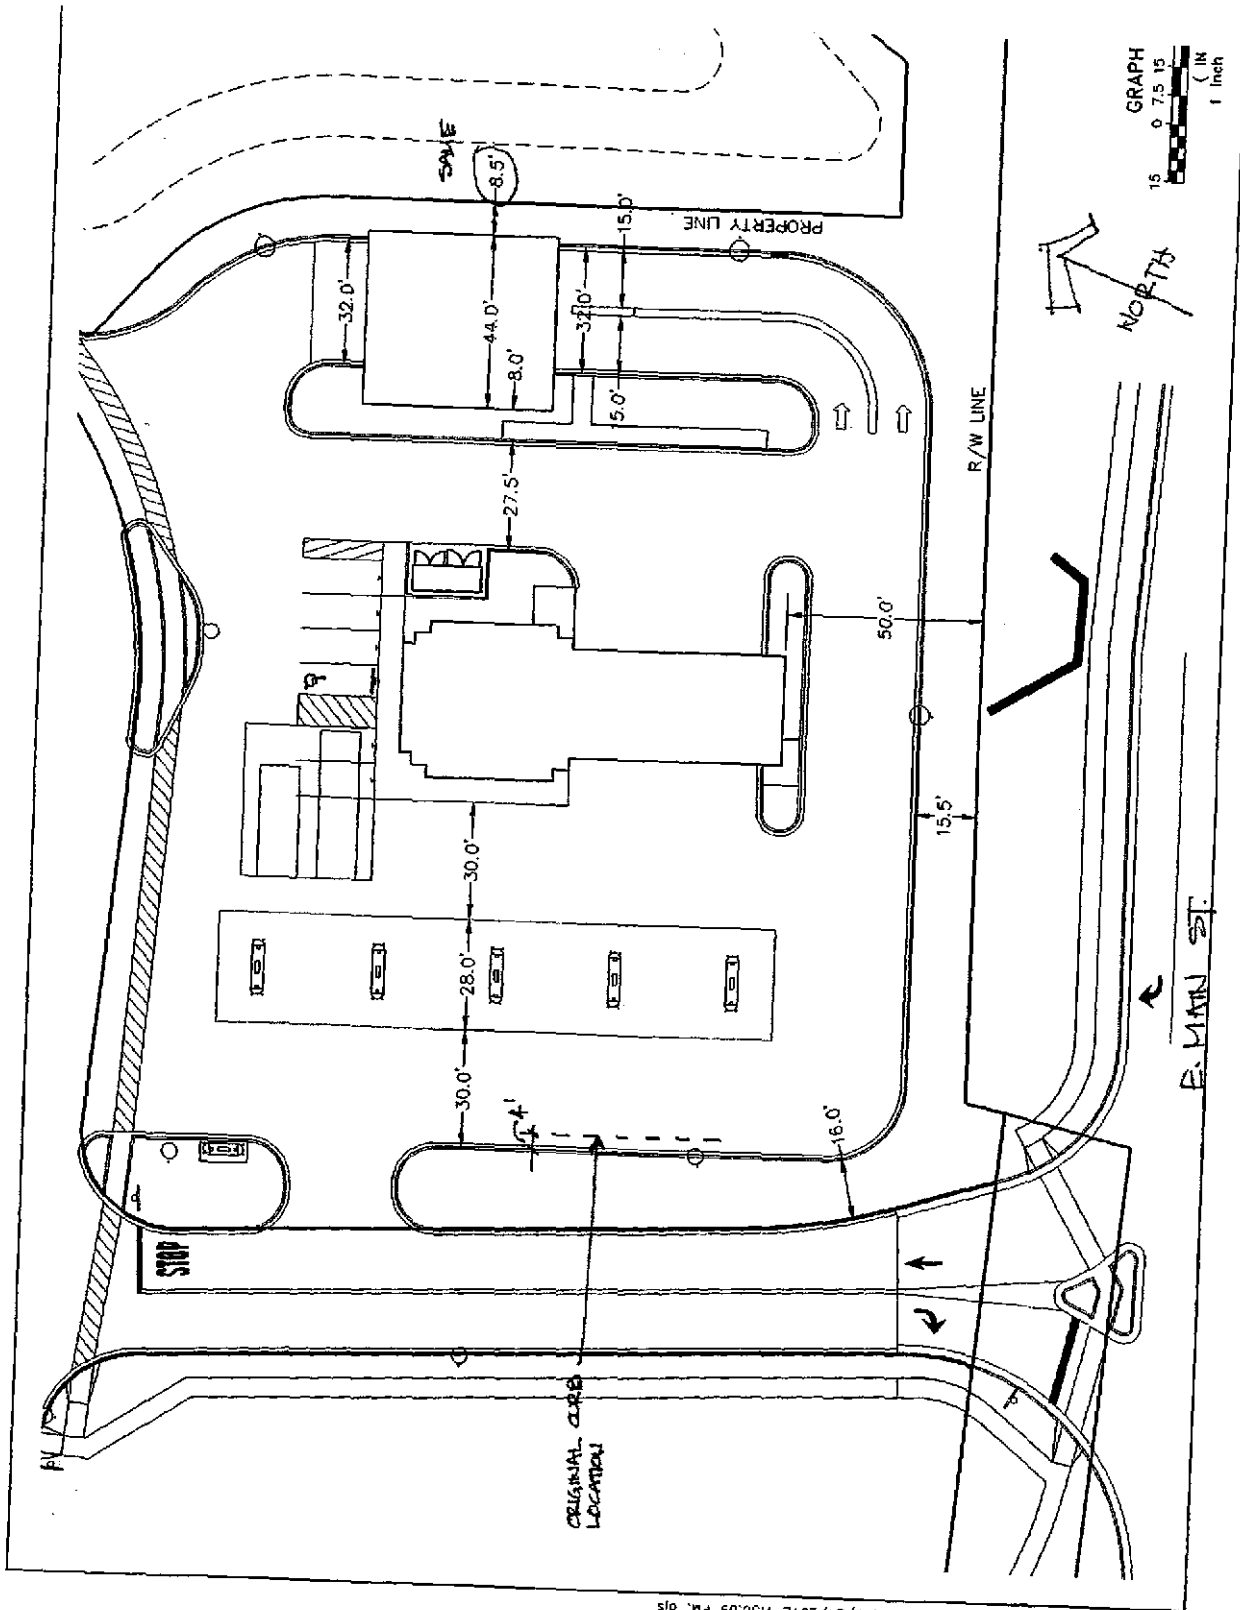 SAME
8.5'
PROPERTY LINE
15.0'
32.0'
44.0'
32.0'
8.0'
5.0'
27.5'
NORTH
GRAPH
15 0 7.5 15
( IN
1 inch
R/W LINE
50.0'
15.5'
30.0'
28.0'
30.0'
4'
16.0'
STOP
ORIGINAL CURB
LOCATION
E. MAIN ST.